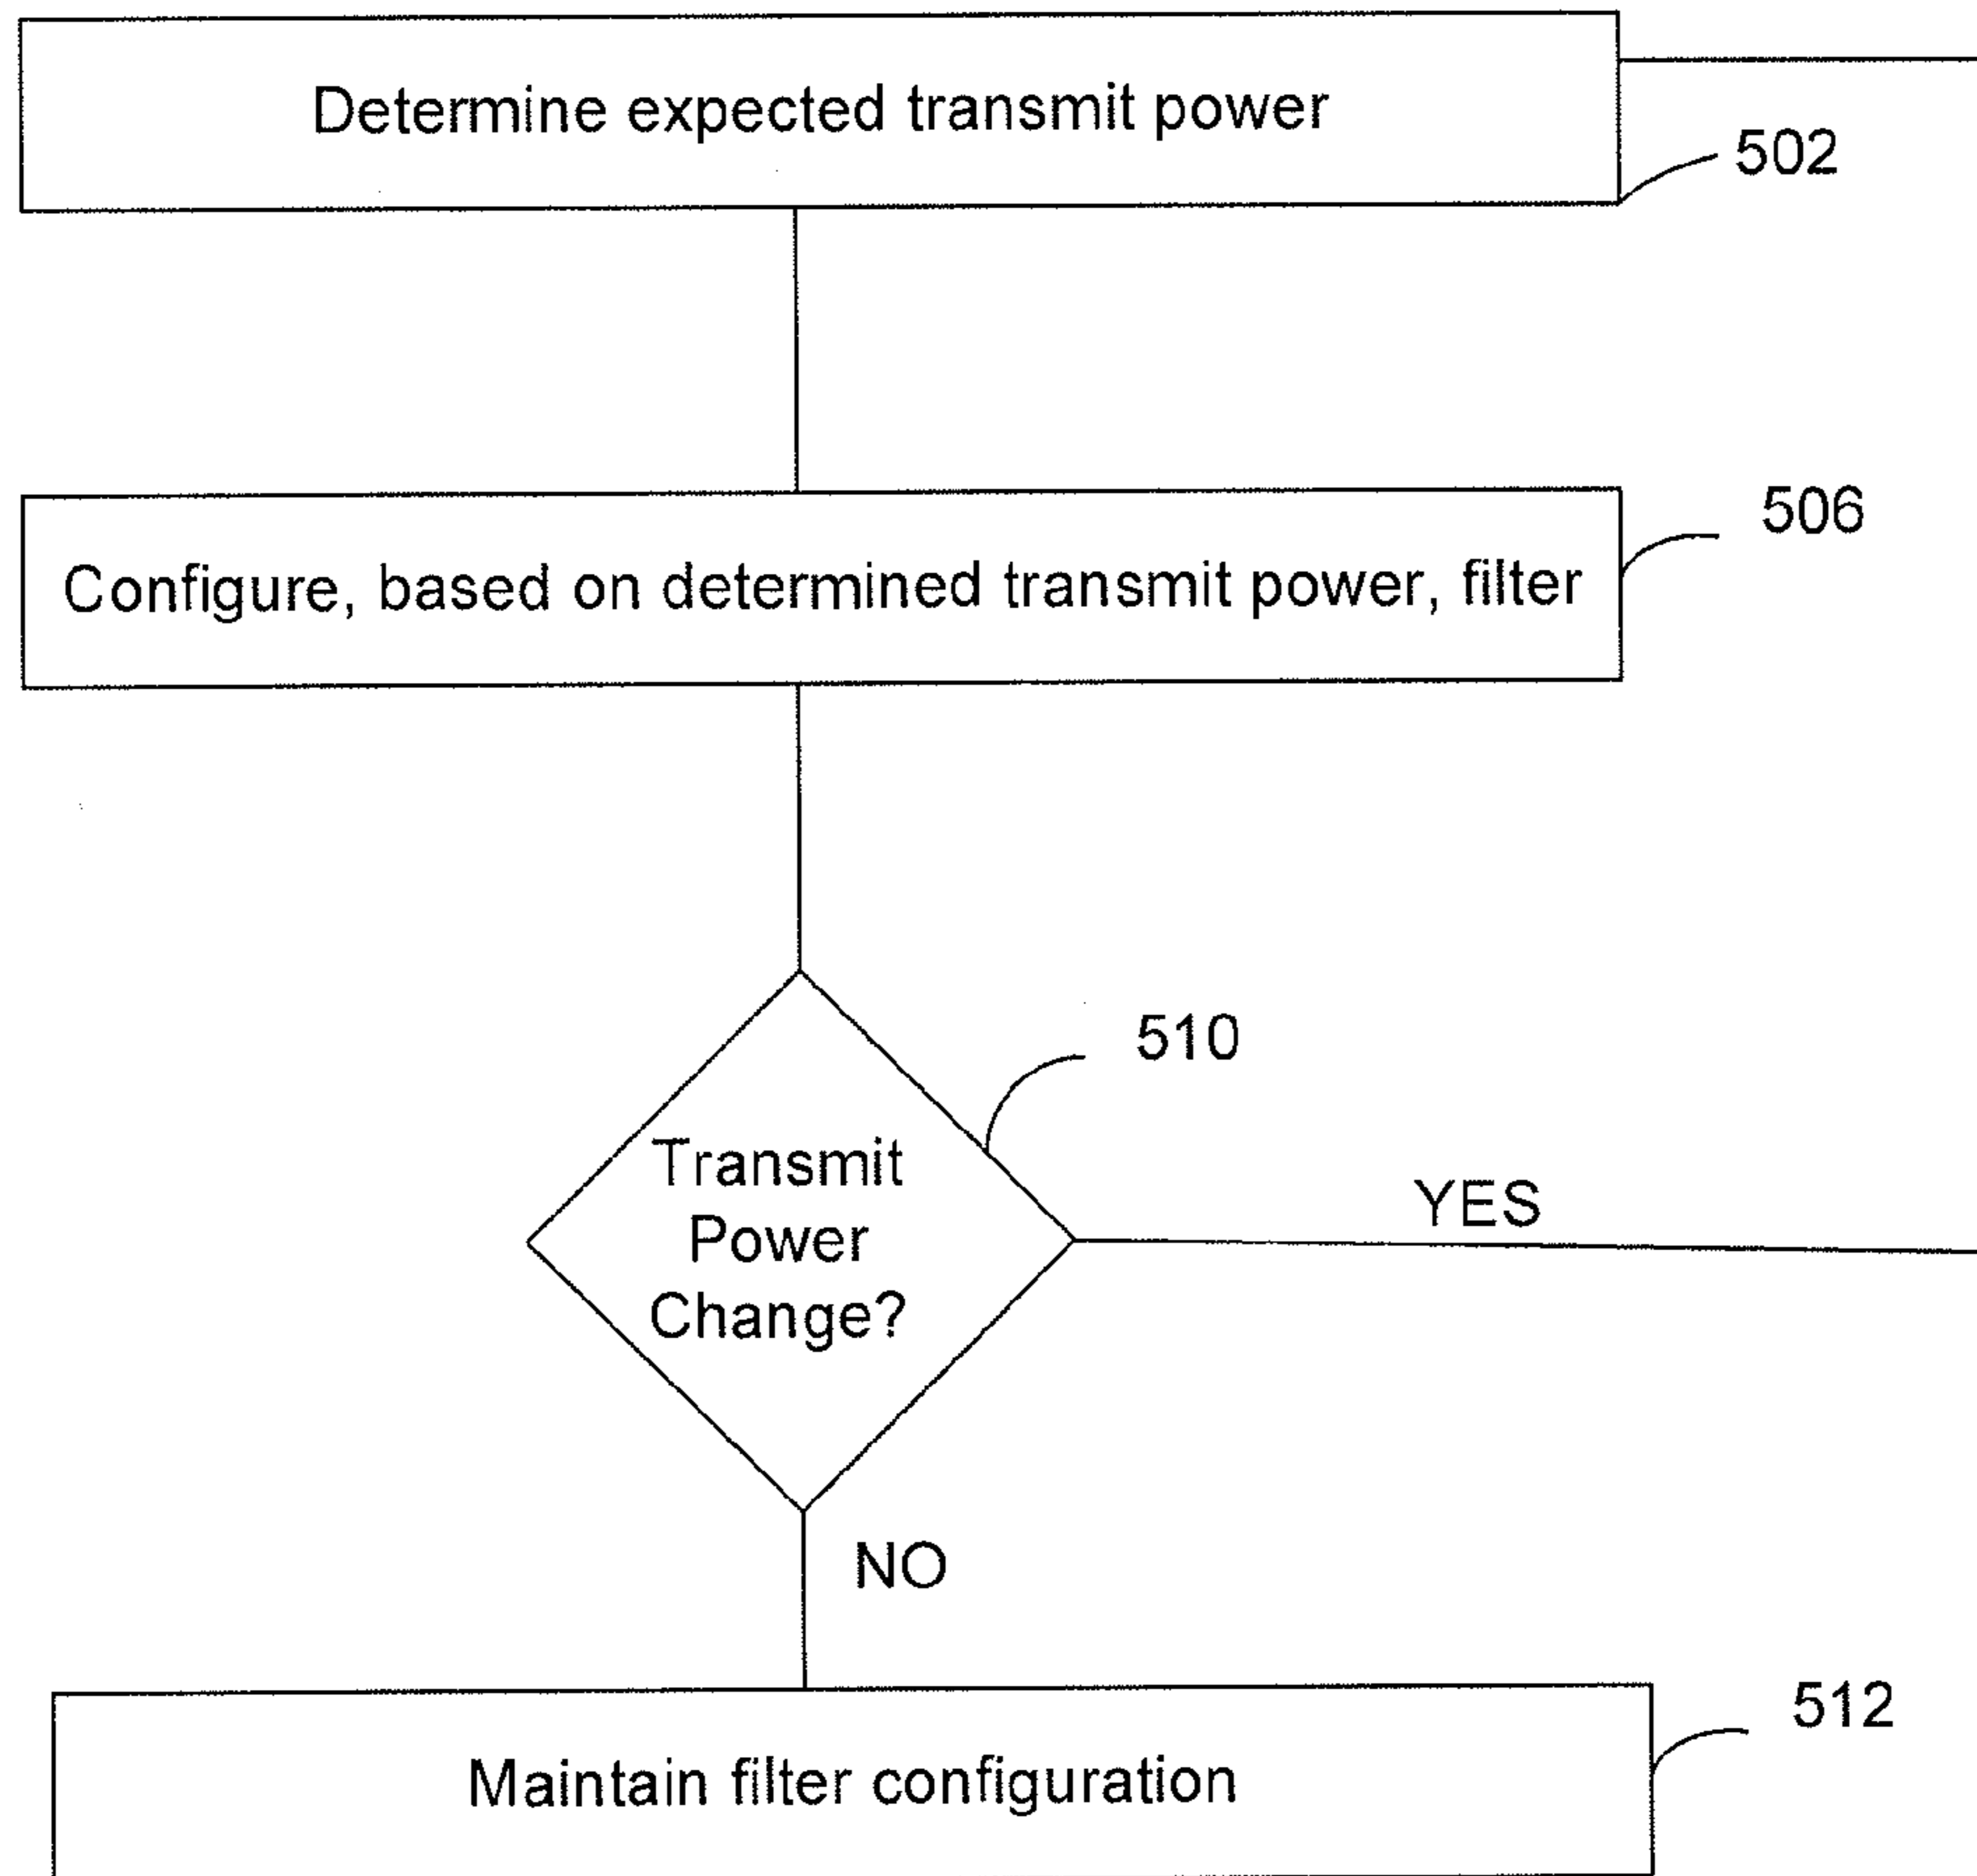 Determine expected transmit power
502
506
Configure, based on determined transmit power, filter
510
Transmit
Power
Change?
YES
NO
512
Maintain filter configuration